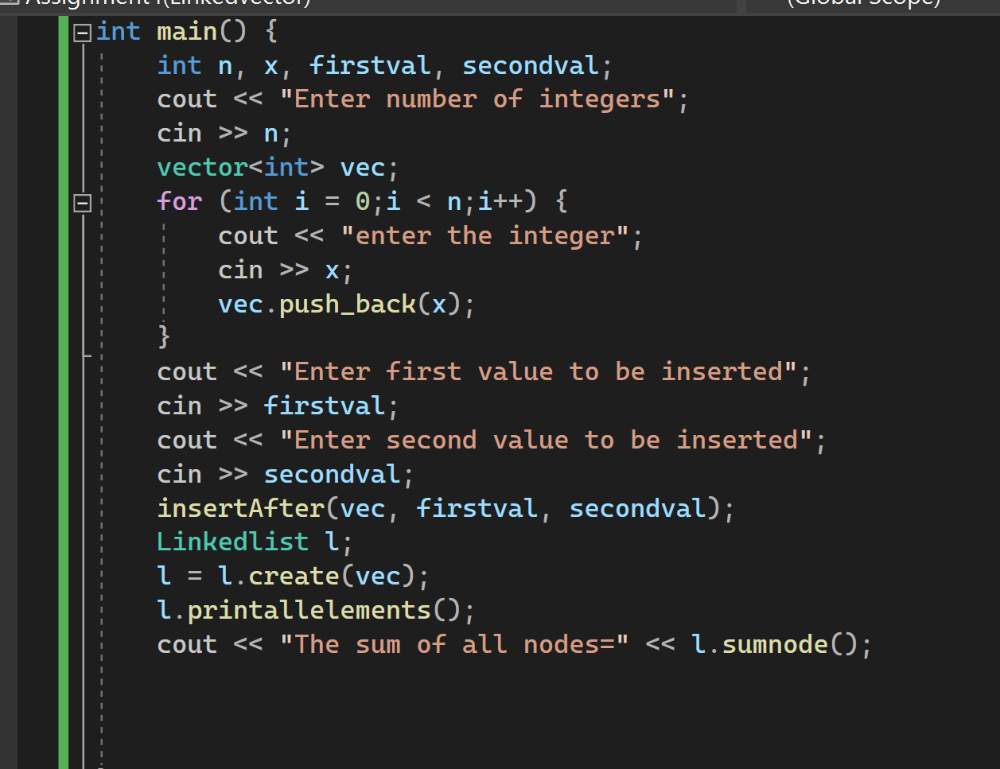 Assignment1(Linkedvector) (Global Scope)
int main() {
int n, x, firstval, secondval;
cout << "Enter number of integers";
cin >> n;
vector<int> vec;
for (int i = 0;i < n;i++) {
cout << "enter the integer";
cin >> x;
vec.push_back(x);
}
cout << "Enter first value to be inserted";
cin >> firstval;
cout << "Enter second value to be inserted";
cin >> secondval;
insertAfter(vec, firstval, secondval);
Linkedlist l;
l = l.create(vec);
l.printallelements();
cout << "The sum of all nodes=" << l.sumnode();